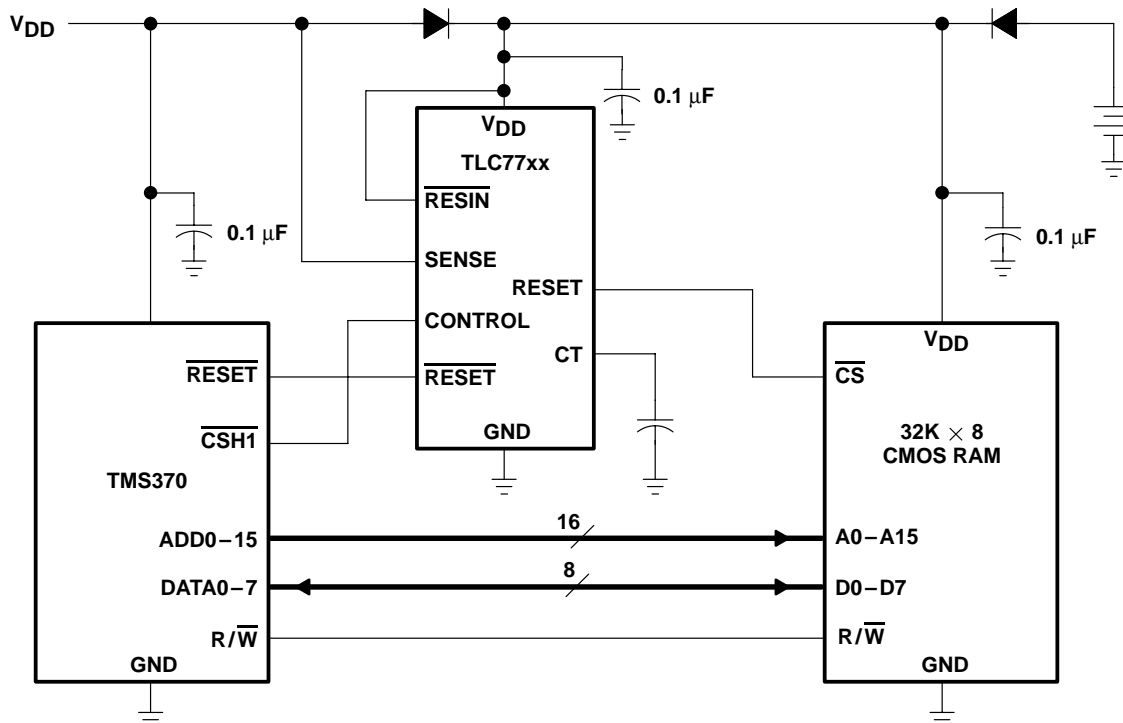 VDD
0.1 µF
VDD
TLC77xx
RESIN
0.1 µF
0.1 µF
SENSE
RESET
CONTROL
VDD
CT
RESET
RESET
CS
CSH1
GND
32K × 8
CMOS RAM
TMS370
16
ADD0–15
A0–A15
8
DATA0–7
D0–D7
R/W
R/W
GND
GND